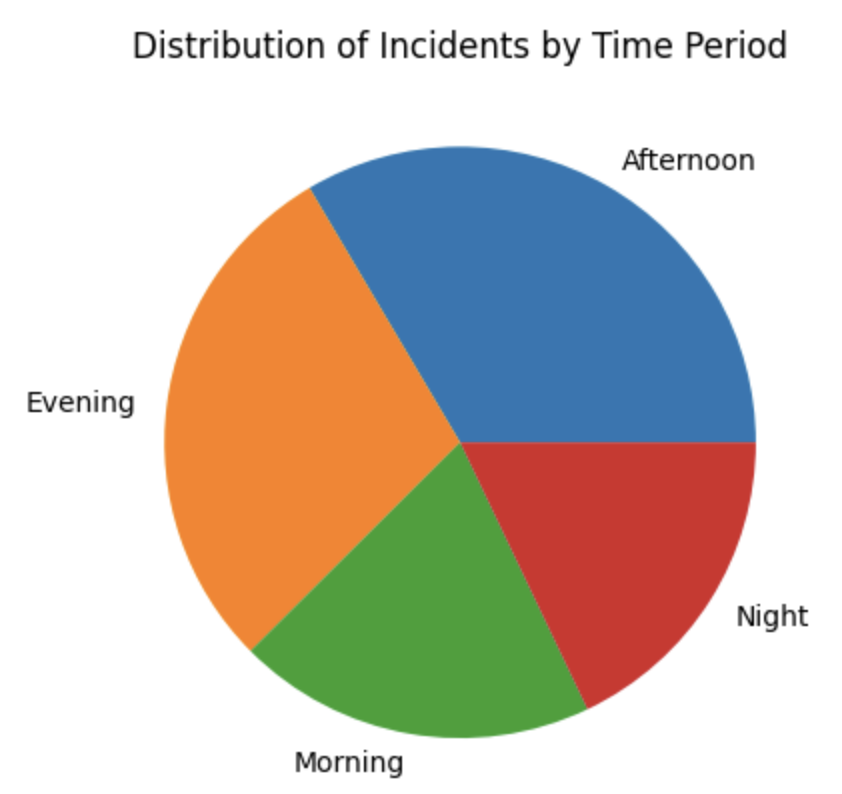 Distribution of Incidents by Time Period
Afternoon
Evening
Night
Morning